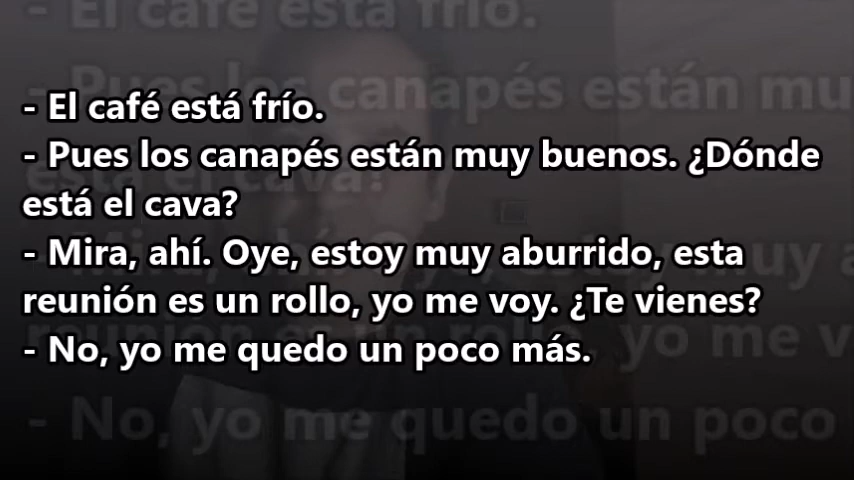 - El café está frío.
- Pues los canapés están muy buenos. ¿Dónde
está el cava?
- Mira, ahí. Oye, estoy muy aburrido, esta
reunión es un rollo, yo me voy. ¿Te vienes?
- No, yo me quedo un poco más.